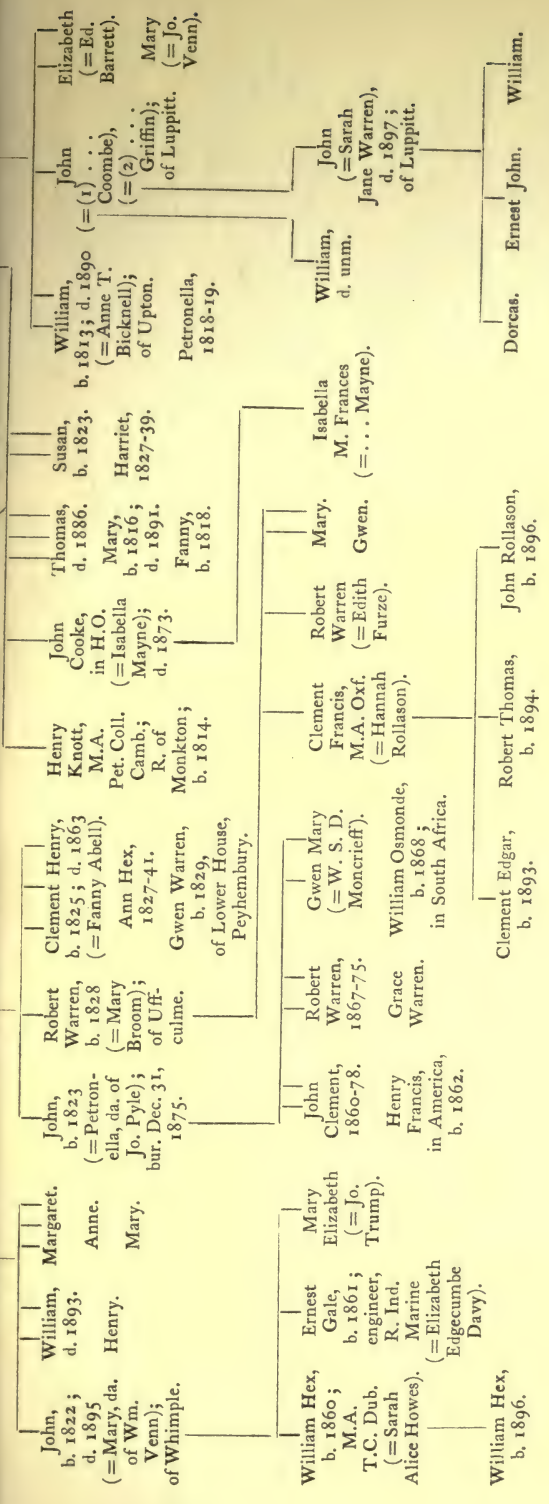 John,
b. 1822 ;
d. 1895
(= Mary, da.
of Wm.
Venn);
of Whimple.
William,
d. 1893.
Henry.
Margaret.
Anne.
Mary.
John,
b. 1823
(= Petron-
ella, da. of
Jo. Pyle) ;
bur. Dec. 31,
1875.
Robert
Warren,
b. 1828
(= Mary
Broom) ;
of Uff-
culme.
Clement Henry,
b. 1825 ; d. 1863
(= Fanny Abell).
Ann Hex,
1827-41.
Gwen Warren,
b. 1829,
of Lower House,
Peyhembury.
Henry
Knott,
M.A.
Pet. Coll.
Camb.;
R. of
Monkton ;
b. 1814.
John
Cooke,
in H.O.
(= Isabella
Mayne);
d. 1873.
Thomas,
d. 1886.
Mary,
b. 1816 ;
d. 1891.
Fanny,
b. 1818.
Susan,
b. 1823.
Harriet,
1827-39.
William,
b. 1813 ; d. 1890
(= Anne T.
Bicknell) ;
of Upton.
Petronella,
1818-19.
John
(= (1) . . .
Coombe),
(= (2) . . .
Griffin) ;
of Luppitt.
Elizabeth
(= Ed.
Barrett).
Mary
(= Jo.
Venn).
William Hex,
b. 1860 ;
M.A.
T.C. Dub.
(= Sarah
Alice Howes).
Ernest
Gale,
b. 1861 ;
engineer,
R. Ind.
Marine
(= Elizabeth
Edgecumbe
Davy).
Mary
Elizabeth
(= Jo.
Trump).
John
Clement,
1860-78.
Henry
Francis,
in America,
b. 1862.
Robert
Warren,
1867-75.
Grace
Warren.
Gwen Mary
(= W. S. D.
Moncrieff).
William Osmonde,
b. 1868 ;
in South Africa.
Clement
Francis,
M.A. Oxf.
(= Hannah
Rollason).
Robert
Warren
(= Edith
Furze).
Mary.
Gwen.
Isabella
M. Frances
(= . . . Mayne).
William,
d. unm.
John
(= Sarah
Jane Warren),
d. 1897 ;
of Luppitt.
William Hex,
b. 1896.
Clement Edgar,
b. 1893.
Robert Thomas,
b. 1894.
John Rollason,
b. 1896.
Dorcas.
Ernest John.
William.